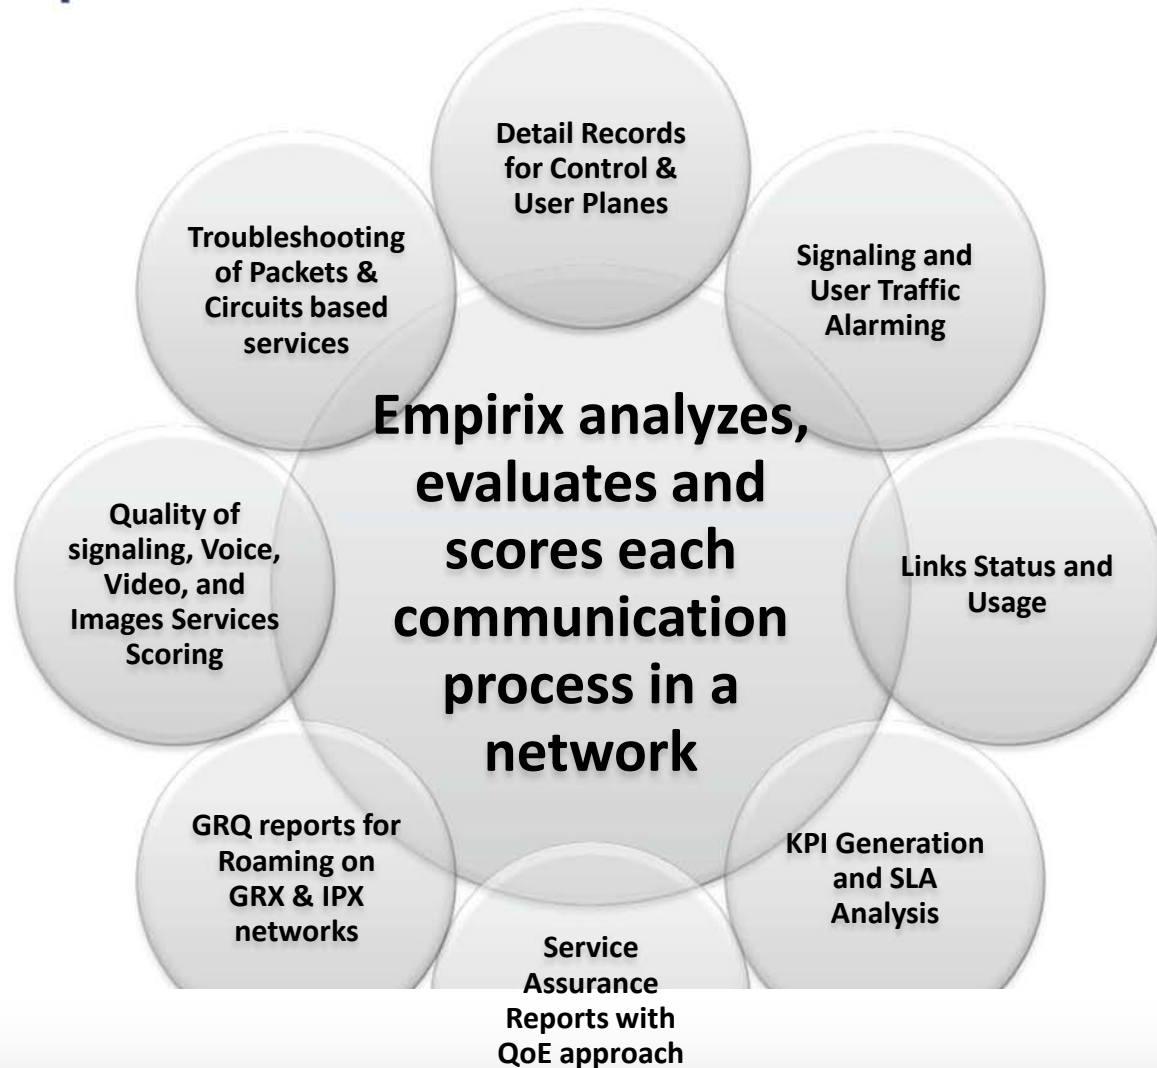 Detail Records
for Control &
User Planes
Troubleshooting
of Packets &
Circuits based
services
Signaling and
User Traffic
Alarming
Empirix analyzes,
evaluates and
scores each
communication
process in a
network
Quality of
signaling, Voice,
Video, and
Images Services
Scoring
Links Status and
Usage
GRQ reports for
Roaming on
GRX & IPX
networks
KPI Generation
and SLA
Analysis
Service
Assurance
Reports with
QoE approach